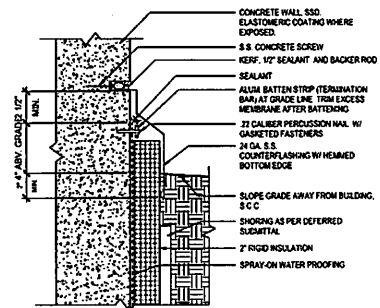 CONCRETE WALL, SSD.
ELASTOMERIC COATING WHERE
EXPOSED.
S.S. CONCRETE SCREW
KERF, 1/2" SEALANT AND BACKER ROD
SEALANT
ALUM BATTEN STRIP (TERMINATION
BAR) AT GRADE LINE TRIM EXCESS
MEMBRANE AFTER BATTENING
.22 CALIBER PERCUSSION NAIL W/
GASKETED FASTENERS
24 GA. S.S.
COUNTERFLASHING W/ HEMMED
BOTTOM EDGE
SLOPE GRADE AWAY FROM BUILDING,
S C C
SHORING AS PER DEFERRED
SUBMITTAL
2" RIGID INSULATION
SPRAY-ON WATER PROOFING
2" 4" ABV. GRADE
2 1/2"
MIN.
MIN